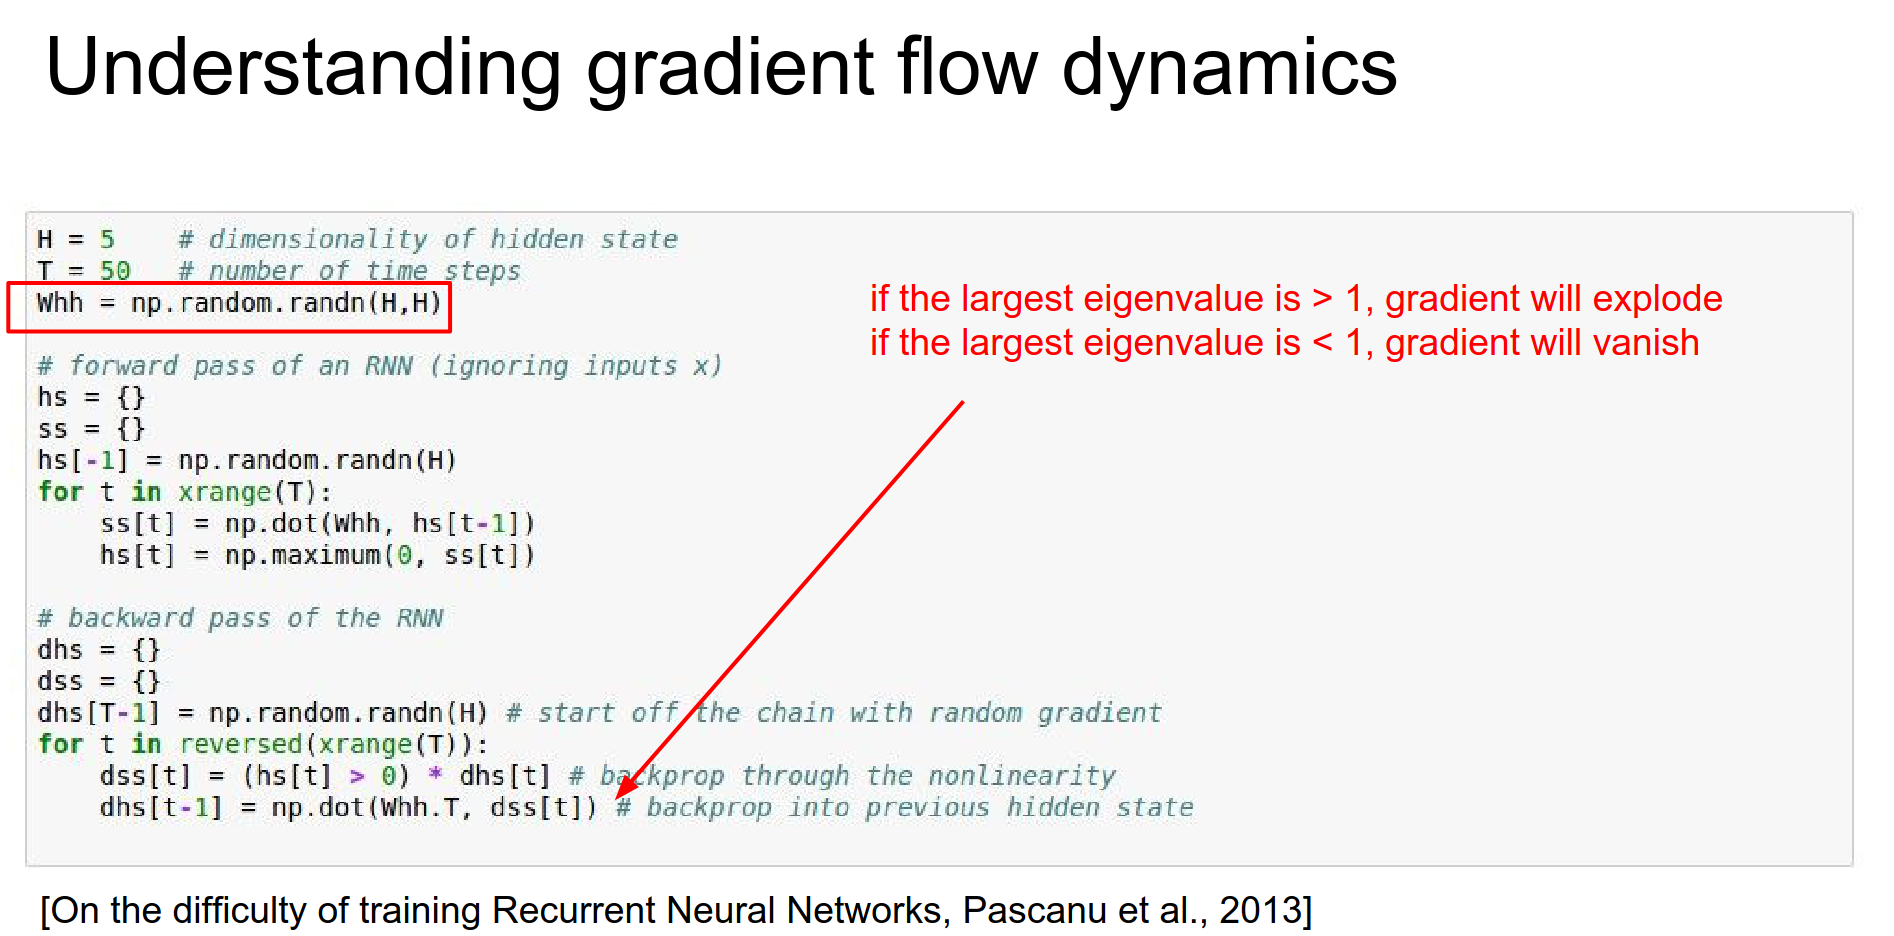 Understanding gradient flow dynamics
H = 5    # dimensionality of hidden state
T = 50   # number of time steps
Whh = np.random.randn(H,H)
if the largest eigenvalue is > 1, gradient will explode
if the largest eigenvalue is < 1, gradient will vanish
# forward pass of an RNN (ignoring inputs x)
hs = {}
ss = {}
hs[-1] = np.random.randn(H)
for t in xrange(T):
    ss[t] = np.dot(Whh, hs[t-1])
    hs[t] = np.maximum(0, ss[t])
# backward pass of the RNN
dhs = {}
dss = {}
dhs[T-1] = np.random.randn(H) # start off the chain with random gradient
for t in reversed(xrange(T)):
    dss[t] = (hs[t] > 0) * dhs[t] # backprop through the nonlinearity
    dhs[t-1] = np.dot(Whh.T, dss[t]) # backprop into previous hidden state
[On the difficulty of training Recurrent Neural Networks, Pascanu et al., 2013]